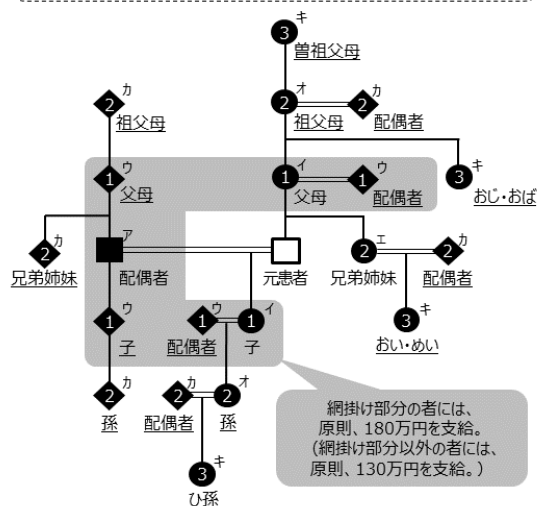 3 キ
曽祖父母
2 カ
祖父母
2 オ
祖父母
2 カ
配偶者
1 ウ
父母
1 イ
父母
1 ウ
配偶者
3 キ
おじ・おば
2 カ
兄弟姉妹
ア
配偶者
元患者
2 エ
兄弟姉妹
2 カ
配偶者
1 ウ
子
1 ウ
配偶者
1 イ
子
3 キ
おい・めい
2 カ
孫
2 カ
配偶者
2 オ
孫
3 キ
ひ孫
網掛け部分の者には、
原則、180万円を支給。
（網掛け部分以外の者には、
原則、130万円を支給。）